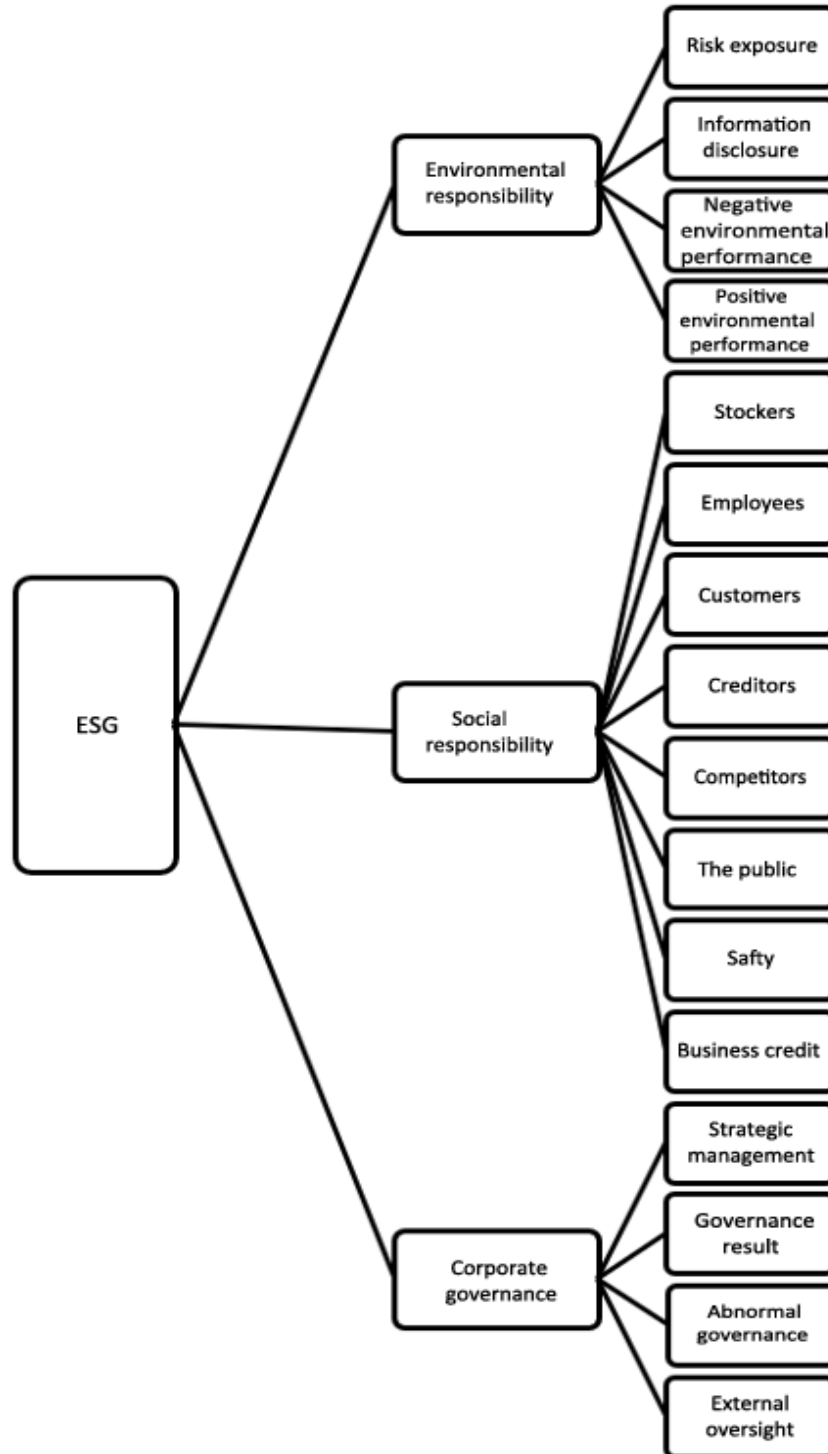 Risk exposure
Information
disclosure
Environmental
responsibility
Negative
environmental
performance
Positive
environmental
performance
Stockers
Employees
Customers
ESG
Social
responsibility
Creditors
Competitors
The public
Safty
Business credit
Strategic
management
Governance
result
Corporate
governance
Abnormal
governance
External
oversight